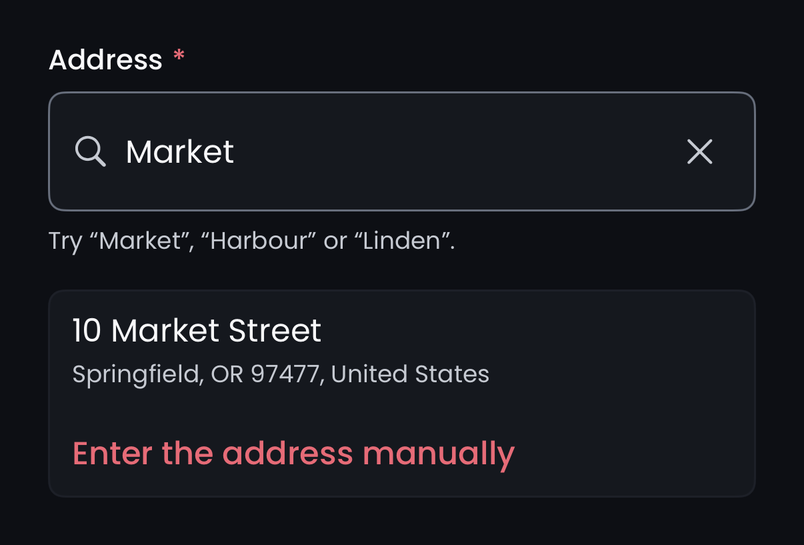 Address *
Market
Try “Market”, “Harbour” or “Linden”.
10 Market Street
Springfield, OR 97477, United States
Enter the address manually